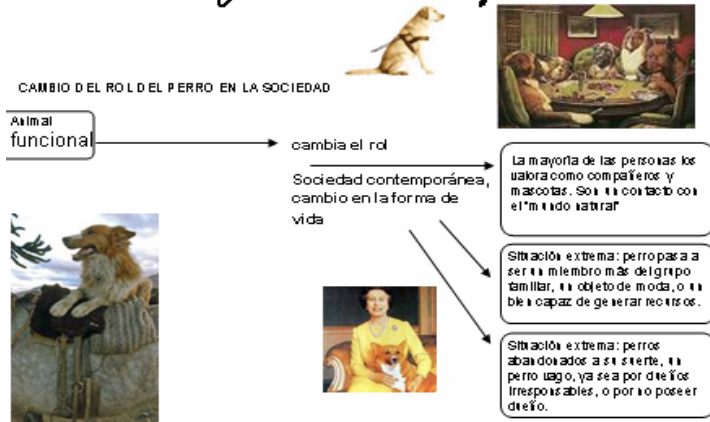 CAMBIO DEL ROL DEL PERRO EN LA SOCIEDAD
Animal
funcional
cambia el rol
Sociedad contemporánea,
cambio en la forma de
vida
La mayoría de las personas los
valora como compañeros y
mascotas. Son un contacto con
el "mundo natural"
Situación extrema: perro pasa a
ser un miembro más del grupo
familiar, un objeto de moda, o un
bien capaz de generar recursos.
Situación extrema: perros
abandonados a su suerte, un
perro vago, ya sea por dueños
irresponsables, o por no poseer
dueño.